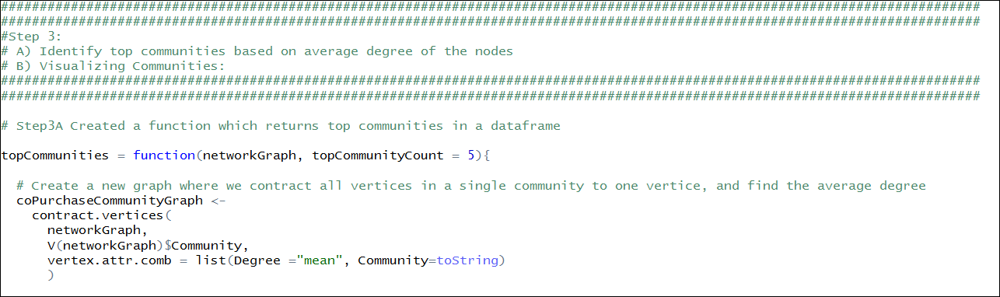 ##############################################################################################################################
##############################################################################################################################
#Step 3:
# A) Identify top communities based on average degree of the nodes
# B) Visualizing Communities:
##############################################################################################################################
##############################################################################################################################
# Step3A Created a function which returns top communities in a dataframe
topCommunities = function(networkGraph, topCommunityCount = 5){
# Create a new graph where we contract all vertices in a single community to one vertice, and find the average degree
coPurchaseCommunityGraph <-
contract.vertices(
networkGraph,
V(networkGraph)$Community,
vertex.attr.comb = list(Degree ="mean", Community=toString)
)